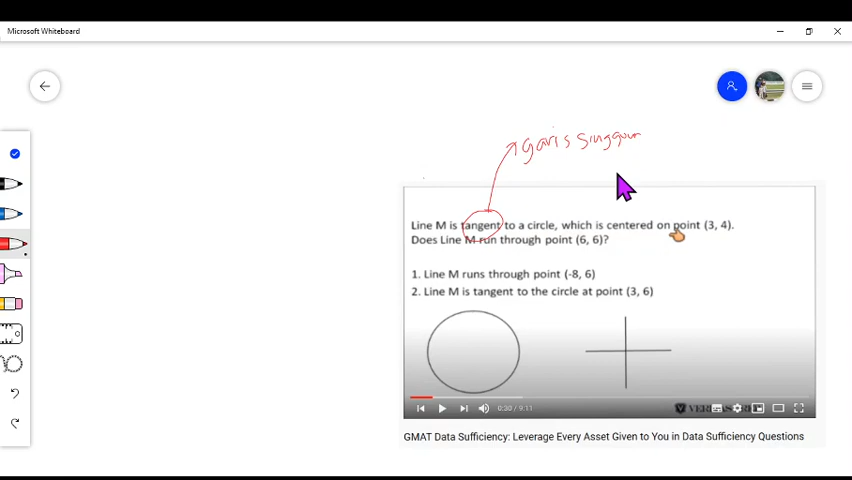 Microsoft Whiteboard
garis singgung
Line M is tangent to a circle, which is centered on point (3, 4).
Does Line M run through point (6, 6)?
1. Line M runs through point (-8, 6)
2. Line M is tangent to the circle at point (3, 6)
0:30 / 9:11
GMAT Data Sufficiency: Leverage Every Asset Given to You in Data Sufficiency Questions